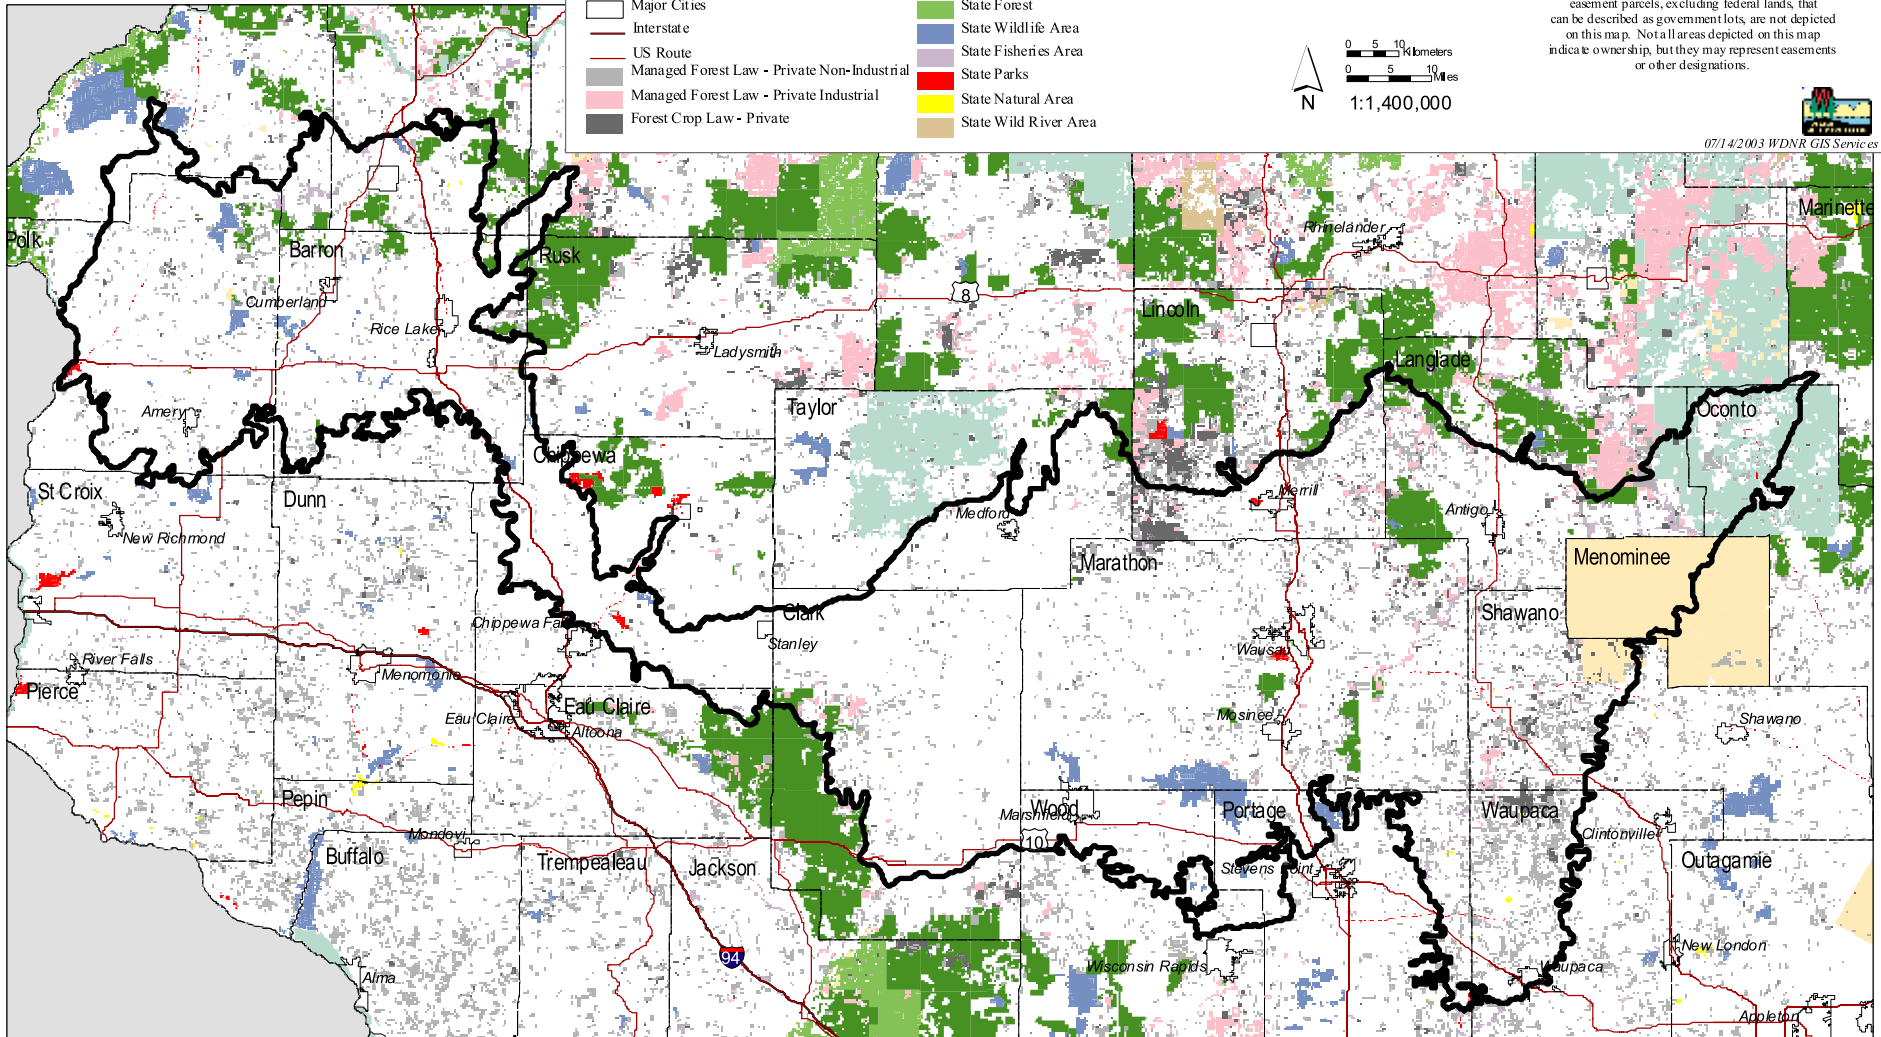 Major Cities
Interstate
US Route
Managed Forest Law - Private Non-Industrial
Managed Forest Law - Private Industrial
Forest Crop Law - Private
State Forest
State Wildlife Area
State Fisheries Area
State Parks
State Natural Area
State Wild River Area
N
0 5 10 Kilometers
0 5 10 Miles
1:1,400,000
easement parcels, excluding federal lands, that
can be described as government lots, are not depicted
on this map. Not all areas depicted on this map
indicate ownership, but they may represent easements
or other designations.
07/14/2003 WDNR GIS Services
Marinette
Polk
Barron
Rusk
Rhinelander
Cumberland
8
Lincoln
Rice Lake
Ladysmith
Langlade
Amery
Taylor
Oconto
Chippewa
St Croix
Dunn
Merrill
Medford
Antigo
New Richmond
Marathon
Menominee
Clark
Shawano
Chippewa Fa
Stanley
Wausau
River Falls
Menomonie
Pierce
Eau Claire
Eau Claire
Altoona
Mosinee
Shawano
Pepin
Wood
Marshfield
Portage
Waupaca
Mondovi
Clintonville
10
Buffalo
Trempealeau
Jackson
Stevens Point
Outagamie
94
Alma
Wisconsin Rapids
Waupaca
New London
Appleton